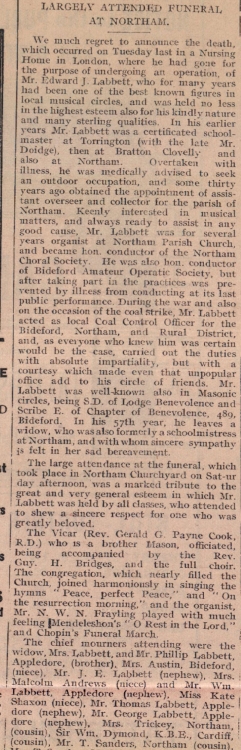 LARGELY ATTENDED FUNERAL
AT NORTHAM.
We much regret to announce the death,
which occurred on Tuesday last in a Nursing
Home in London, where he had gone for
the purpose of undergoing an operation, of
Mr. Edward J. Labbett, who for many years
had been one of the best known figures in
local musical circles, and was held no less
in the highest esteem also for his kindly nature
and many sterling qualities. In his earlier
years Mr. Labbett was a certificated school-
master at Torrington (with the late Mr.
Doidge), then at Bratton Clovelly and
also at Northam. Overtaken with
illness, he was medically advised to seek
an outdoor occupation, and some thirty
years ago obtained the appointment of assis-
tant overseer and collector for the parish of
Northam. Keenly interested in musical
matters, and always ready to assist in any
good cause, Mr. Labbett was for several
years organist at Northam Parish Church,
and became hon. conductor of the Northam
Choral Society. He was also hon. conductor
of Bideford Amateur Operatic Society, but
after taking part in the practices was pre-
vented by illness from conducting at its last
public performance. During the war and also
on the occasion of the coal strike, Mr. Labbett
acted as local Coal Control Officer for the
Bideford, Northam, and Rural District,
and, as everyone who knew him was certain
would be the case, carried out the duties
with absolute impartiality, but with a
courtesy which made even that unpopular
office add to his circle of friends. Mr.
Labbett was well-known also in Masonic
circles, being S.D. of Lodge Benevolence and
Scribe E. of Chapter of Benevolence, 489,
Bideford. In his 57th year, he leaves a
widow, who was also formerly a schoolmistress
at Northam, and with whom sincere sympathy
is felt in her sad bereavement.
The large attendance at the funeral, which
took place in Northam Churchyard on Satur-
day afternoon, was a marked tribute to the
great and very general esteem in which Mr.
Labbett was held by all classes, who attended
to shew a sincere respect for one who was
greatly beloved.
The Vicar (Rev. Gerald G. Payne Cook,
R.D.) who is a brother Mason, officiated,
being accompanied by the Rev.
Guy. H. Bridges, and the full choir.
The congregation, which nearly filled the
Church, joined harmoniously in singing the
hymns "Peace, perfect Peace," and "On
the resurrection morning," and the organist,
Mr. N. W. N. Frayling played with much
feeling Mendeleshon's "O Rest in the Lord,"
and Chopin's Funeral March.
The chief mourners attending were the
widow, Mrs. Labbett, and Mr. Phillip Labbett,
Appledore, (brother), Mrs. Austin, Bideford,
(niece), Mr. J. E. Labbett (nephew), Mrs.
Malcolm Andrews (niece) and Mr. Wm.
Labbett, Appledore (nephew), Miss Kate
Shaxon (niece), Mr. Thomas Labbett, Apple-
dore (nephew), Mr. George Labbett, Apple-
dore (nephew), Mrs. Trickey, Northam,
(cousin), Sir Wm. Dymond, K.B.E., Cardiff,
(cousin), Mr. T. Sanders, Northam (cousin